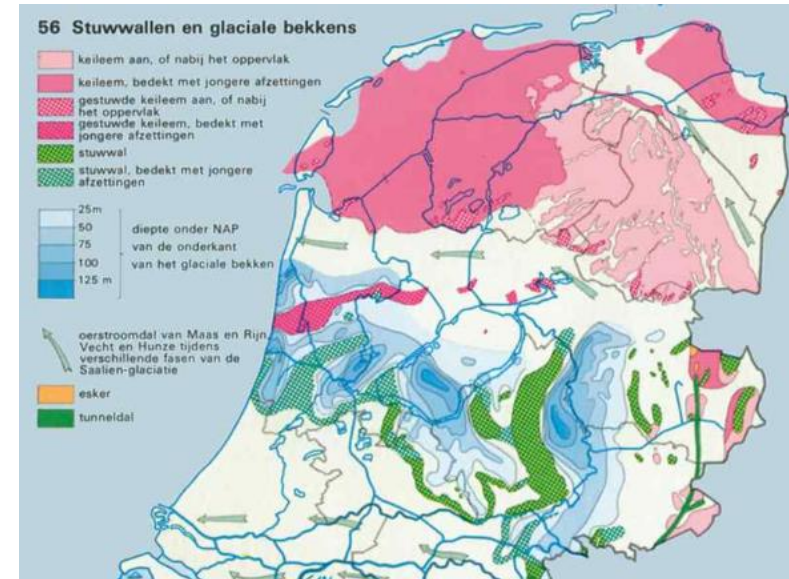 56 Stuwwallen en glaciale bekkens
keileem aan, of nabij het oppervlak
keileem, bedekt met jongere afzettingen
gestuwde keileem aan, of nabij
het oppervlak
gestuwde keileem, bedekt met
jongere afzettingen
stuwwal
stuwwal, bedekt met jongere
afzettingen
25m
50
75
100
125 m
diepte onder NAP
van de onderkant
van het glaciale bekken
oerstroomdal van Maas en Rijn,
Vecht en Hunze tijdens
verschillende fasen van de
Saalien-glaciatie
esker
tunneldal